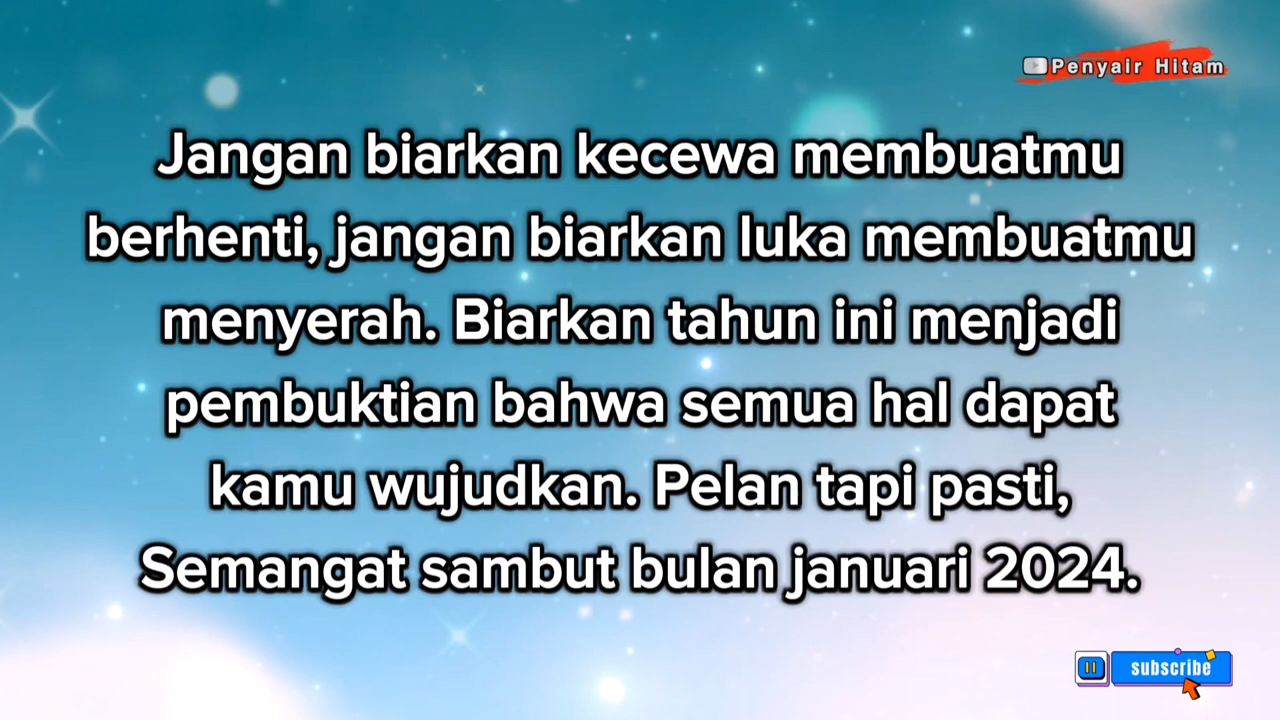 Penyair Hitam
Jangan biarkan kecewa membuatmu
berhenti, jangan biarkan luka membuatmu
menyerah. Biarkan tahun ini menjadi
pembuktian bahwa semua hal dapat
kamu wujudkan. Pelan tapi pasti,
Semangat sambut bulan januari 2024.
subscribe